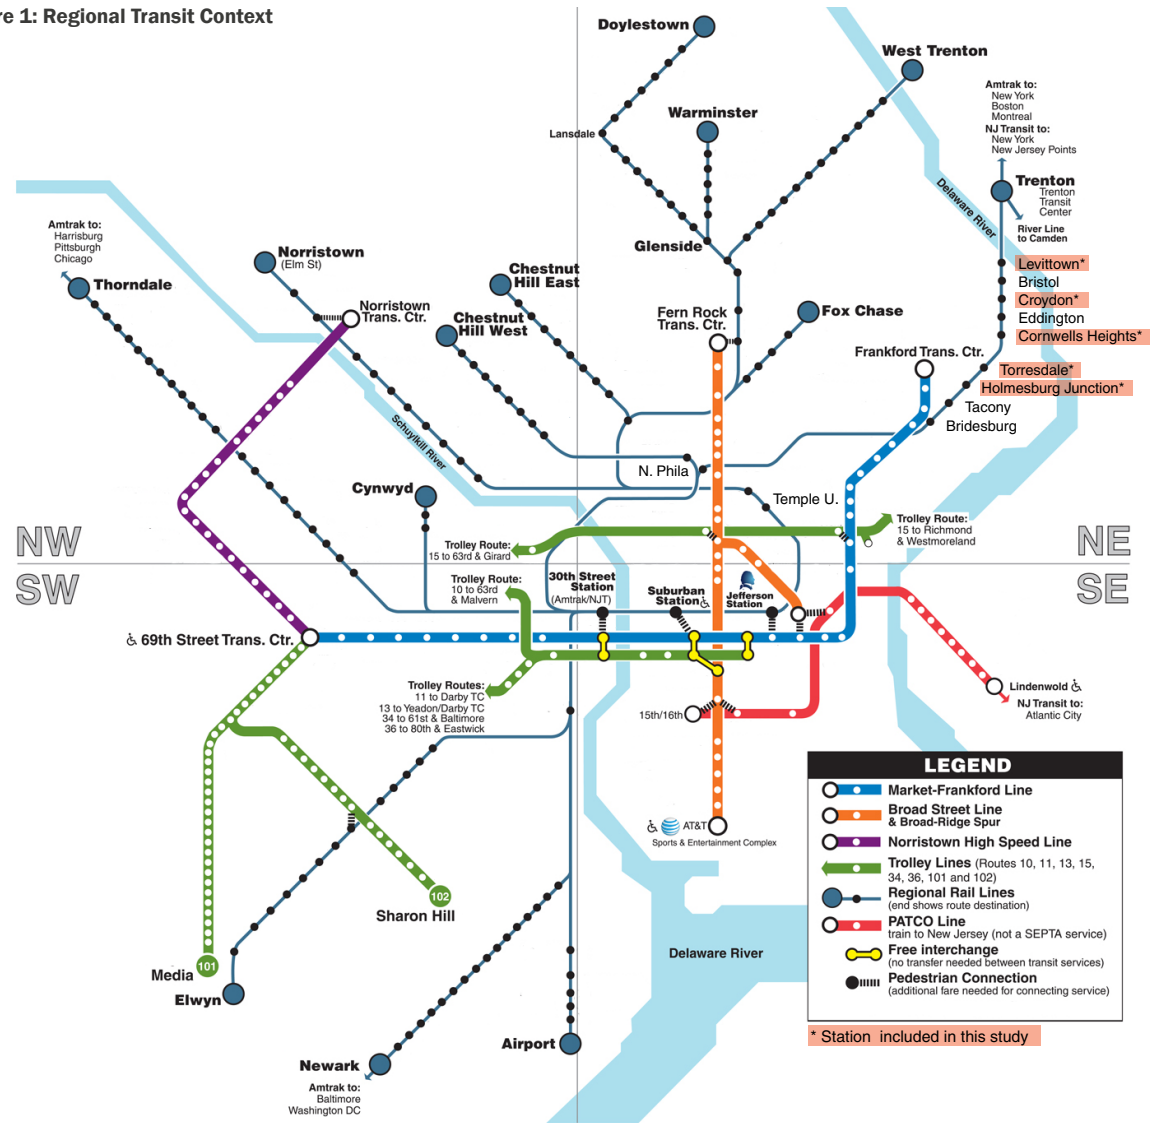 re 1: Regional Transit Context
Doylestown
West Trenton
Amtrak to:
New York
Boston
Montreal
NJ Transit to:
New York
New Jersey Points
Warminster
Lansdale
Trenton
Trenton
Transit
Center
River Line
to Camden
Delaware River
Amtrak to:
Harrisburg
Pittsburgh
Chicago
Thorndale
Norristown
(Elm St)
Norristown
Trans. Ctr.
Chestnut
Hill East
Chestnut
Hill West
Glenside
Fern Rock
Trans. Ctr.
Fox Chase
Frankford Trans. Ctr.
Levittown*
Bristol
Croydon*
Eddington
Cornwells Heights*
Torresdale*
Holmesburg Junction*
Tacony
Bridesburg
Schuylkill River
N. Phila
Temple U.
Cynwyd
NW
SW
NE
SE
Trolley Route:
15 to 63rd & Girard
Trolley Route:
15 to Richmond
& Westmoreland
Trolley Route:
10 to 63rd
& Malvern
30th Street
Station
(Amtrak/NJT)
Suburban
Station
Jefferson
Station
69th Street Trans. Ctr.
Trolley Routes:
11 to Darby TC
13 to Yeadon/Darby TC
34 to 61st & Baltimore
36 to 80th & Eastwick
15th/16th
Lindenwold
NJ Transit to:
Atlantic City
AT&T
Sports & Entertainment Complex
102
Sharon Hill
Media
101
Elwyn
Delaware River
Airport
Newark
Amtrak to:
Baltimore
Washington DC
LEGEND
Market-Frankford Line
Broad Street Line
& Broad-Ridge Spur
Norristown High Speed Line
Trolley Lines (Routes 10, 11, 13, 15,
34, 36, 101 and 102)
Regional Rail Lines
(end shows route destination)
PATCO Line
train to New Jersey (not a SEPTA service)
Free interchange
(no transfer needed between transit services)
Pedestrian Connection
(additional fare needed for connecting service)
* Station included in this study